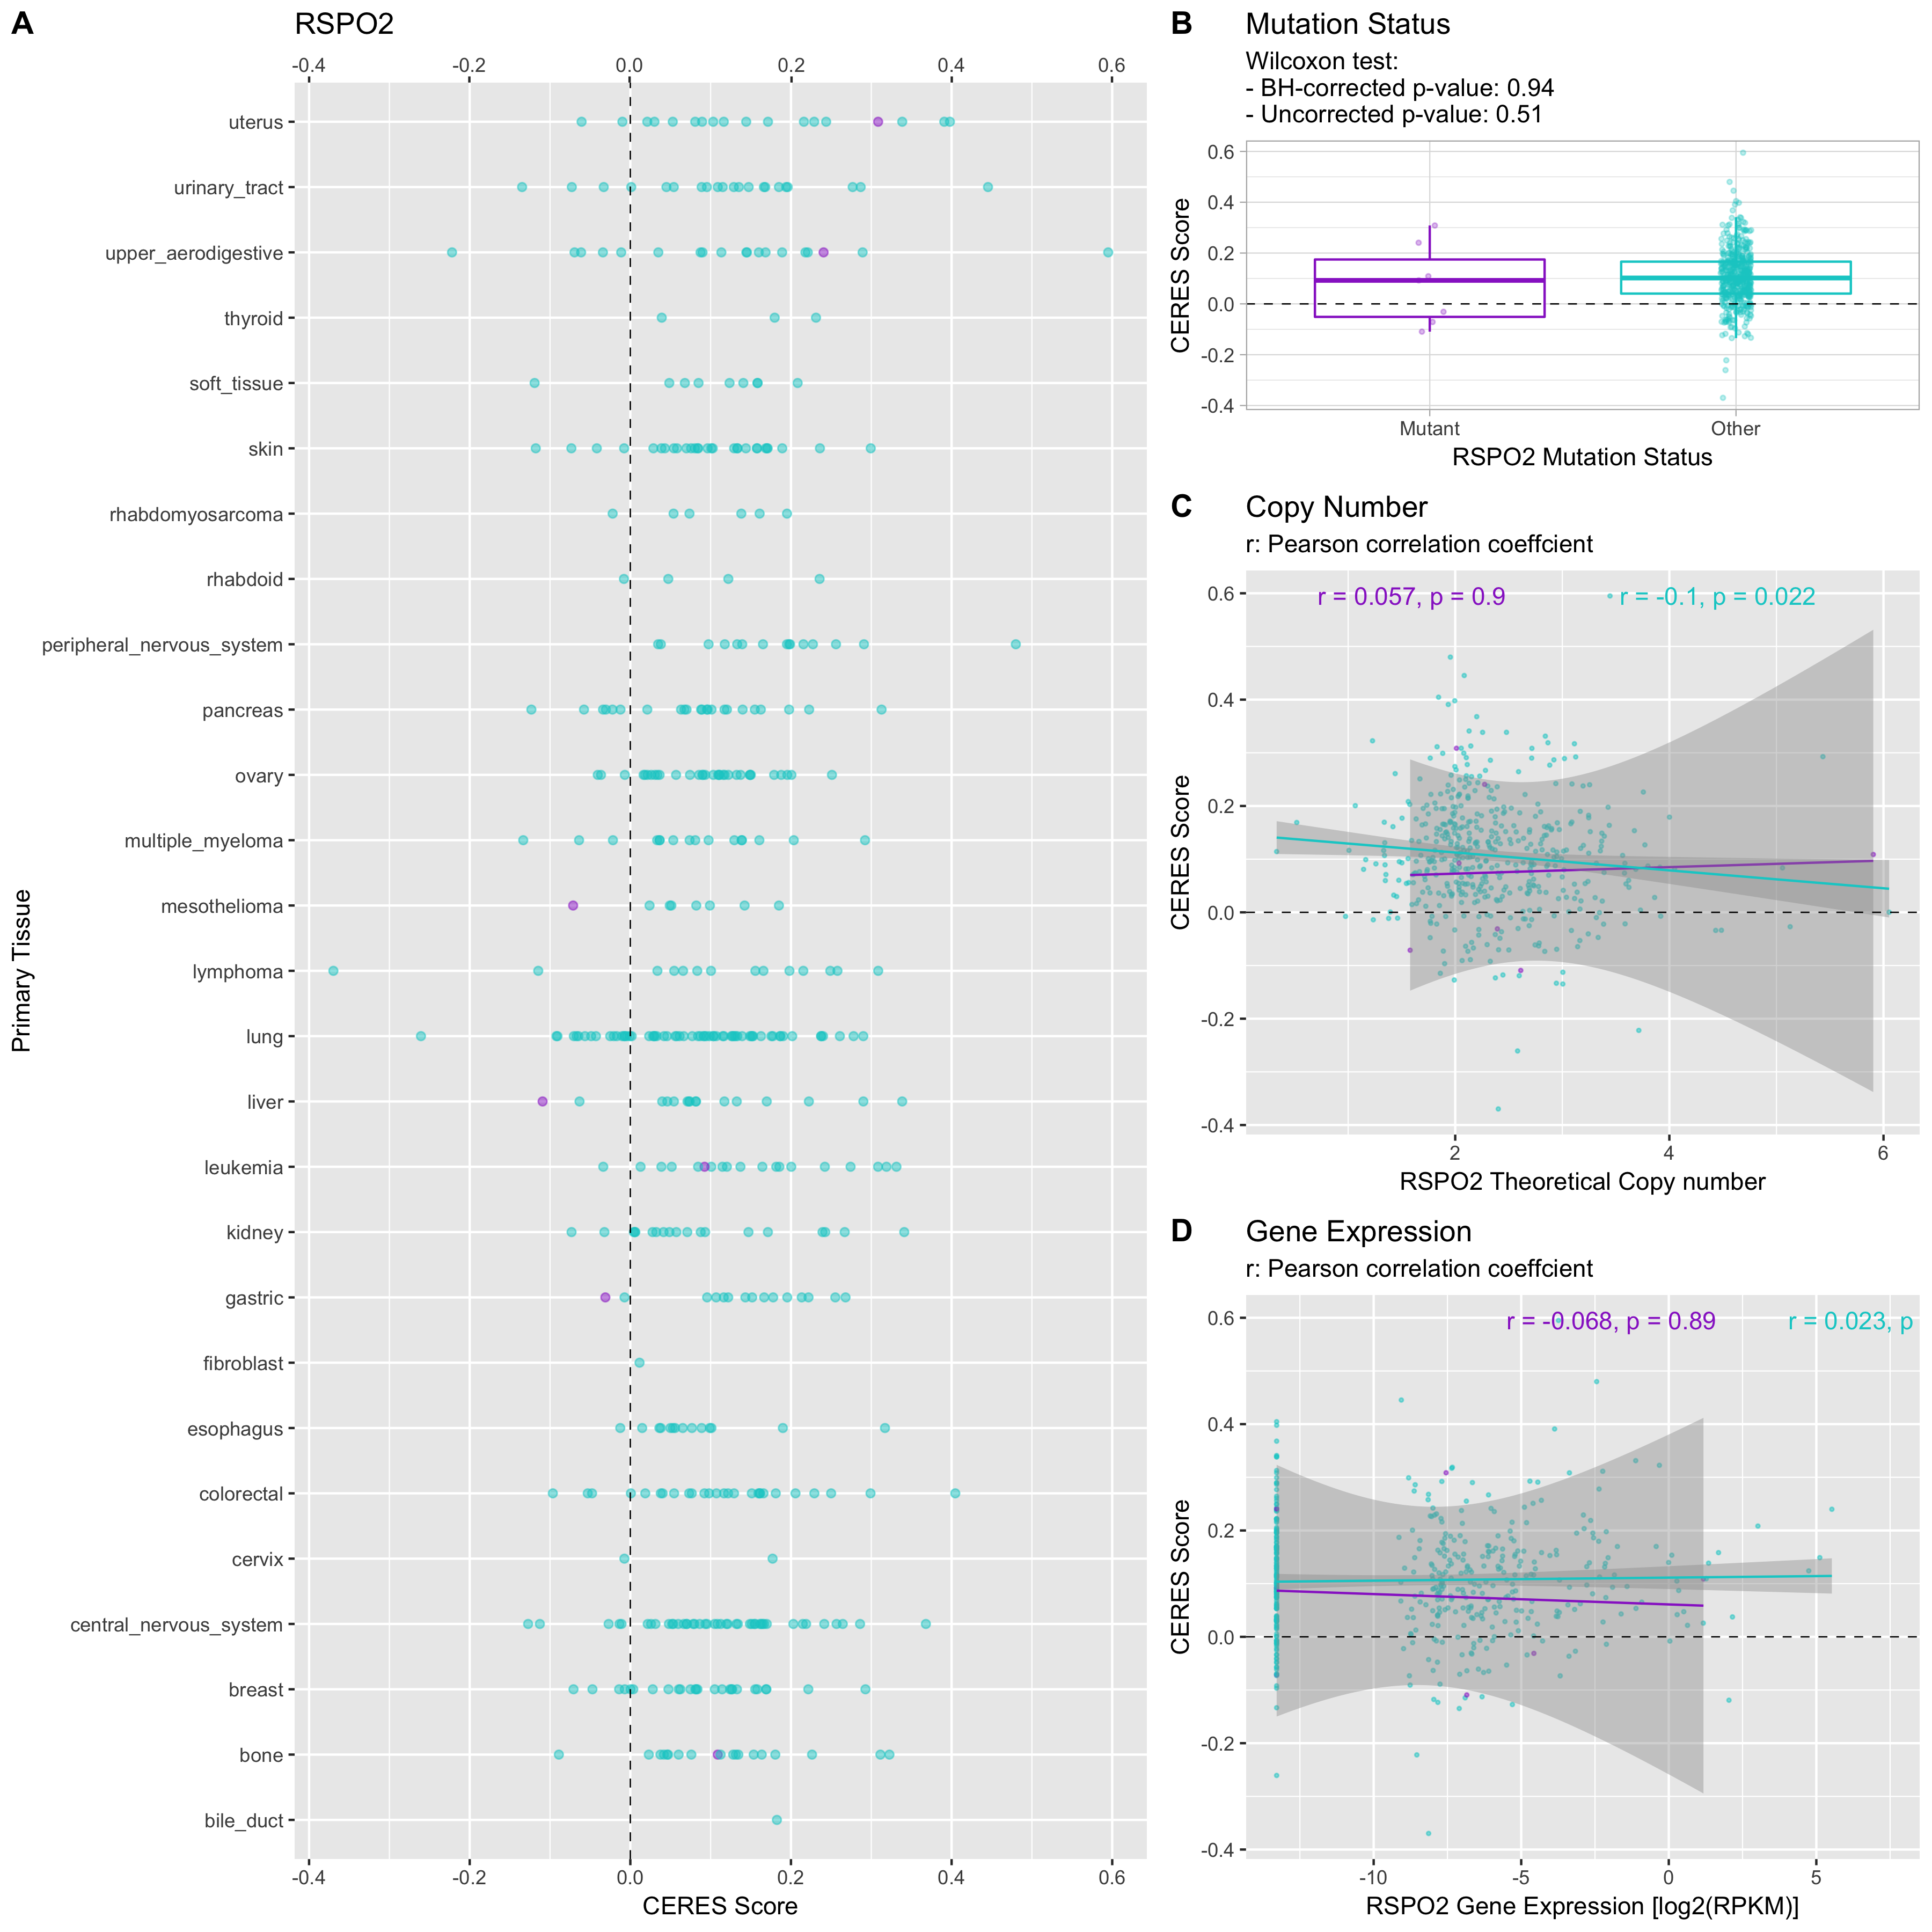 A
RSPO2
-0.4 -0.2 0.0 0.2 0.4 0.6
uterus
urinary_tract
upper_aerodigestive
thyroid
soft_tissue
skin
rhabdomyosarcoma
rhabdoid
peripheral_nervous_system
pancreas
ovary
multiple_myeloma
mesothelioma
lymphoma
lung
liver
leukemia
kidney
gastric
fibroblast
esophagus
colorectal
cervix
central_nervous_system
breast
bone
bile_duct
Primary Tissue
-0.4 -0.2 0.0 0.2 0.4 0.6
CERES Score
B
Mutation Status
Wilcoxon test:
- BH-corrected p-value: 0.94
- Uncorrected p-value: 0.51
0.6
0.4
0.2
0.0
-0.2
-0.4
CERES Score
Mutant Other
RSPO2 Mutation Status
C
Copy Number
r: Pearson correlation coeffcient
r = 0.057, p = 0.9
r = -0.1, p = 0.022
0.6
0.4
0.2
0.0
-0.2
-0.4
CERES Score
2 4 6
RSPO2 Theoretical Copy number
D
Gene Expression
r: Pearson correlation coeffcient
r = -0.068, p = 0.89
r = 0.023, p
0.6
0.4
0.2
0.0
-0.2
-0.4
CERES Score
-10 -5 0 5
RSPO2 Gene Expression [log2(RPKM)]